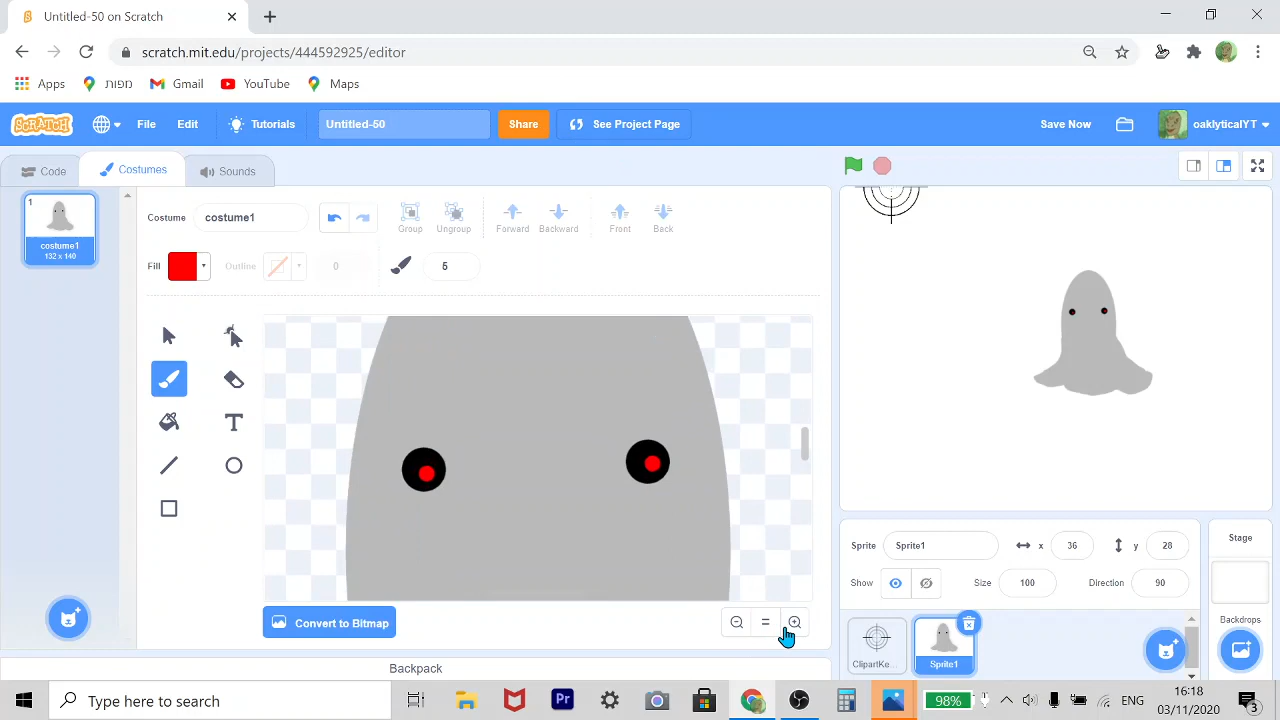 Untitled-50 on Scratch
scratch.mit.edu/projects/444592925/editor
Apps
מפות
Gmail
YouTube
Maps
SCRATCH
File
Edit
Tutorials
Untitled-50
Share
See Project Page
Save Now
oaklyticalYT
Code
Costumes
Sounds
1
costume1
132 x 140
Costume
costume1
Group
Ungroup
Forward
Backward
Front
Back
Fill
Outline
0
5
Convert to Bitmap
Backpack
Sprite
Sprite1
x
36
y
28
Show
Size
100
Direction
90
ClipartKe...
Sprite1
Stage
Backdrops
Type here to search
Pr
98%
ENG
16:18
03/11/2020
3